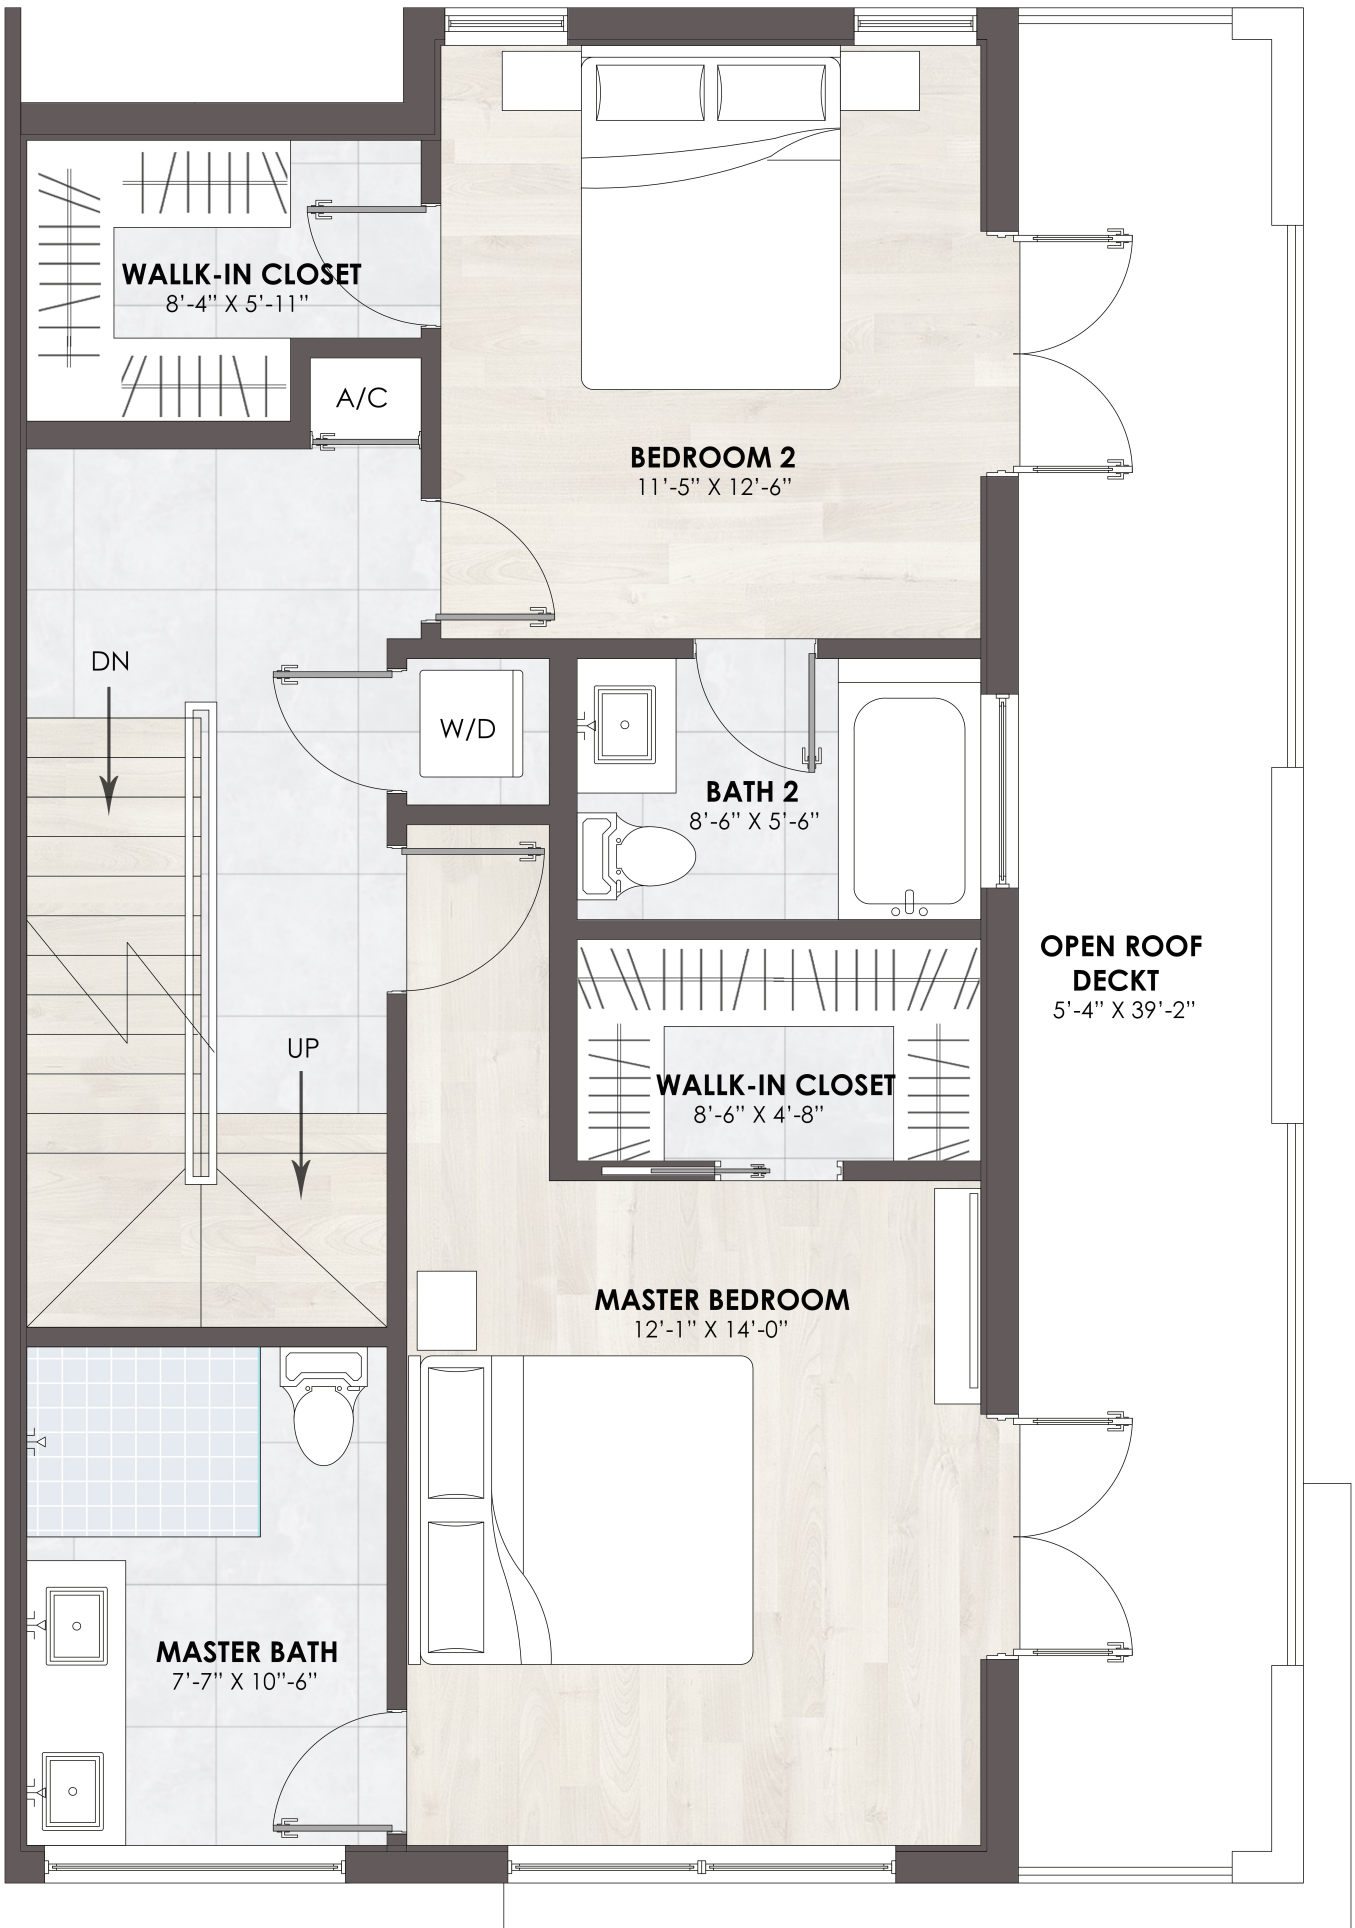 WALLK-IN CLOSET
8'-4” X 5'-11”
A/C
BEDROOM 2
11'-5” X 12'-6”
DN
W/D
BATH 2
8'-6” X 5'-6”
OPEN ROOF
DECKT
5'-4” X 39'-2”
UP
WALLK-IN CLOSET
8'-6” X 4'-8”
MASTER BEDROOM
12'-1” X 14'-0”
MASTER BATH
7'-7” X 10”-6”